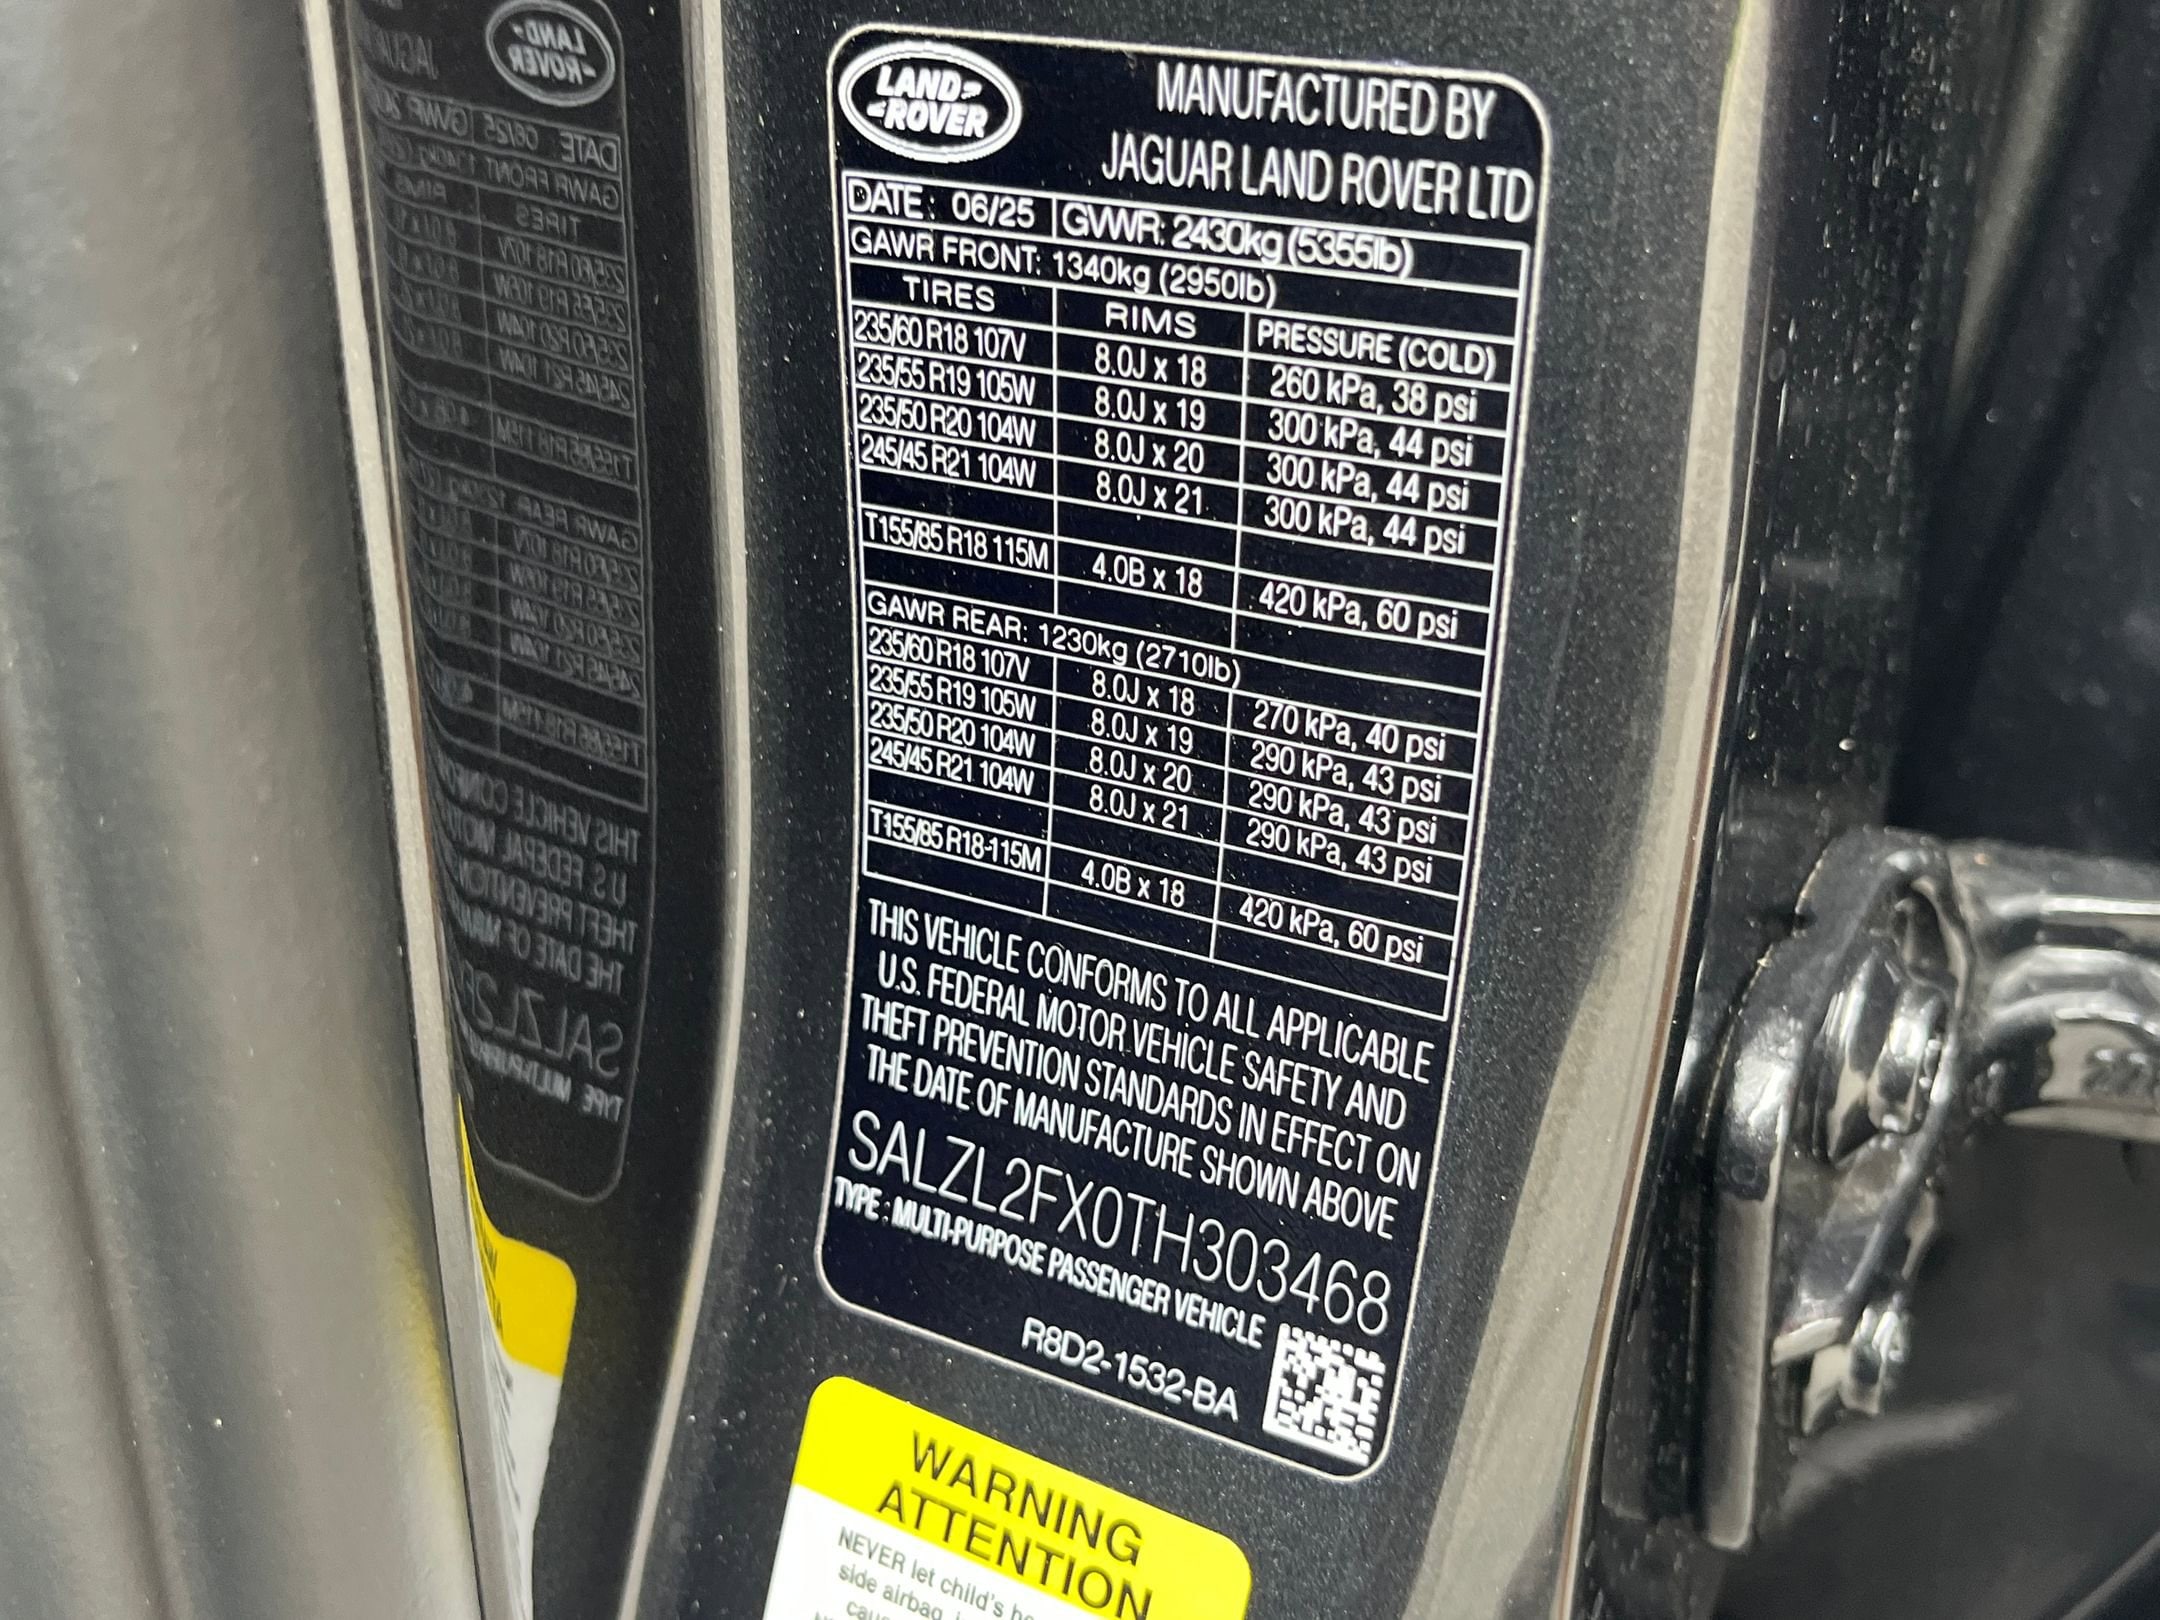 LAND ROVER
MANUFACTURED BY
JAGUAR LAND ROVER LTD
DATE: 06/25 GVWR: 2430kg (5355lb)
GAWR FRONT: 1340kg (2950lb)
TIRES RIMS PRESSURE (COLD)
235/60 R18 107V 8.0J x 18 260 kPa, 38 psi
235/55 R19 105W 8.0J x 19 300 kPa, 44 psi
235/50 R20 104W 8.0J x 20 300 kPa, 44 psi
245/45 R21 104W 8.0J x 21 300 kPa, 44 psi
T155/85 R18 115M 4.0B x 18 420 kPa, 60 psi
GAWR REAR: 1230kg (2710lb)
235/60 R18 107V 8.0J x 18 270 kPa, 40 psi
235/55 R19 105W 8.0J x 19 290 kPa, 43 psi
235/50 R20 104W 8.0J x 20 290 kPa, 43 psi
245/45 R21 104W 8.0J x 21 290 kPa, 43 psi
T155/85 R18-115M 4.0B x 18 420 kPa, 60 psi
THIS VEHICLE CONFORMS TO ALL APPLICABLE
U.S. FEDERAL MOTOR VEHICLE SAFETY AND
THEFT PREVENTION STANDARDS IN EFFECT ON
THE DATE OF MANUFACTURE SHOWN ABOVE
SALZL2FX0TH303468
TYPE : MULTI-PURPOSE PASSENGER VEHICLE
R8D2-1532-BA
WARNING
ATTENTION
NEVER let child's
side airbag